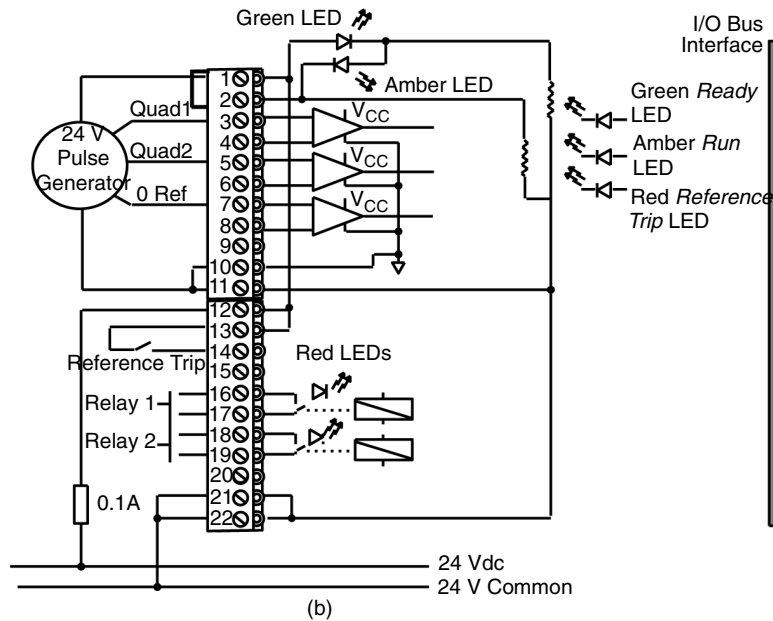 Green LED
I/O Bus
Interface
Amber LED
Green Ready
LED
Amber Run
LED
Red Reference
Trip LED
24 V
Pulse
Generator
Quad1
Quad2
0 Ref
V CC
V CC
V CC
1
2
3
4
5
6
7
8
9
10
11
12
13
14
15
16
17
18
19
20
21
22
Reference Trip
Red LEDs
Relay 1
Relay 2
0.1A
24 Vdc
24 V Common
(b)